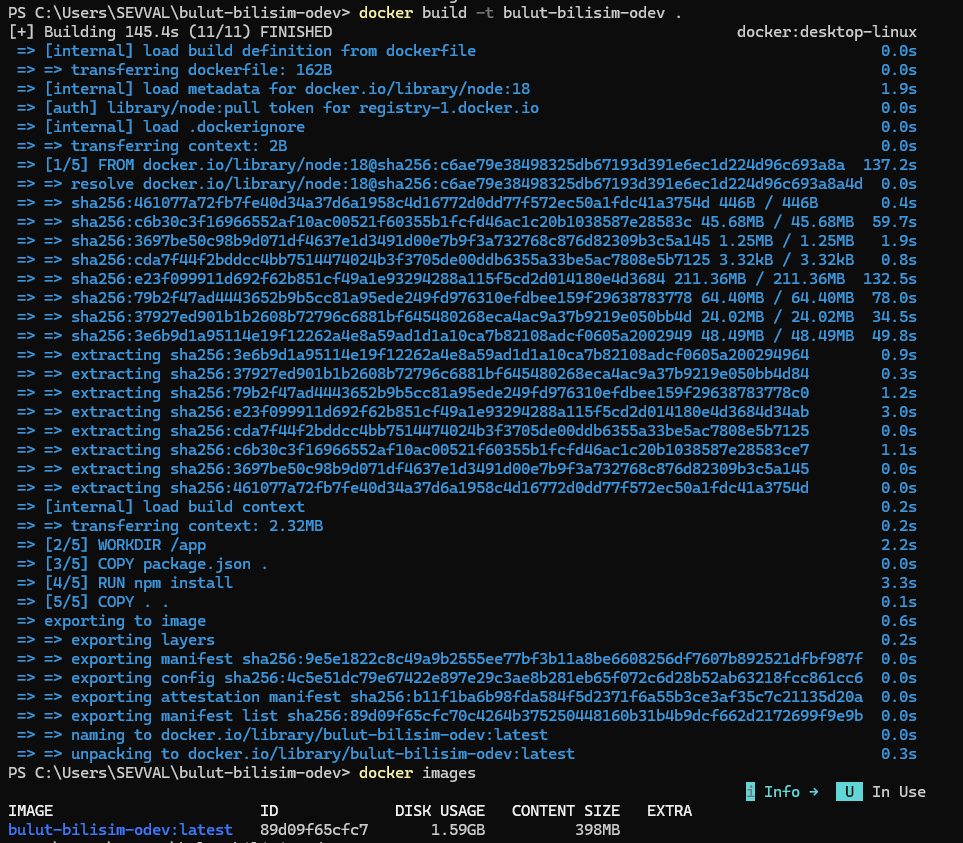 PS C:\Users\SEVVAL\bulut-bilisim-odev> docker build -t bulut-bilisim-odev .
[+] Building 145.4s (11/11) FINISHED docker:desktop-linux
=> [internal] load build definition from dockerfile 0.0s
=> => transferring dockerfile: 162B 0.0s
=> [internal] load metadata for docker.io/library/node:18 1.9s
=> [auth] library/node:pull token for registry-1.docker.io 0.0s
=> [internal] load .dockerignore 0.0s
=> => transferring context: 2B 0.0s
=> [1/5] FROM docker.io/library/node:18@sha256:c6ae79e38498325db67193d391e6ec1d224d96c693a8a 137.2s
=> => resolve docker.io/library/node:18@sha256:c6ae79e38498325db67193d391e6ec1d224d96c693a8a4d 0.0s
=> => sha256:461077a72fb7fe40d34a37d6a1958c4d16772d0dd77f572ec50a1fdc41a3754d 446B / 446B 0.4s
=> => sha256:c6b30c3f16966552af10ac00521f60355b1fcfd46ac1c20b1038587e28583c 45.68MB / 45.68MB 59.7s
=> => sha256:3697be50c98b9d071df4637e1d3491d00e7b9f3a732768c876d82309b3c5a145 1.25MB / 1.25MB 1.9s
=> => sha256:cda7f44f2bddcc4bb7514474024b3f3705de00ddb6355a33be5ac7808e5b7125 3.32kB / 3.32kB 0.8s
=> => sha256:e23f099911d692f62b851cf49a1e93294288a115f5cd2d014180e4d3684 211.36MB / 211.36MB 132.5s
=> => sha256:79b2f47ad4443652b9b5cc81a95ede249fd976310efdbee159f29638783778 64.40MB / 64.40MB 78.0s
=> => sha256:37927ed901b1b2608b72796c6881bf645480268eca4ac9a37b9219e050bb4d 24.02MB / 24.02MB 34.5s
=> => sha256:3e6b9d1a95114e19f12262a4e8a59ad1d1a10ca7b82108adcf0605a2002949 48.49MB / 48.49MB 49.8s
=> => extracting sha256:3e6b9d1a95114e19f12262a4e8a59ad1d1a10ca7b82108adcf0605a200294964 0.9s
=> => extracting sha256:37927ed901b1b2608b72796c6881bf645480268eca4ac9a37b9219e050bb4d84 0.3s
=> => extracting sha256:79b2f47ad4443652b9b5cc81a95ede249fd976310efdbee159f29638783778c0 1.2s
=> => extracting sha256:e23f099911d692f62b851cf49a1e93294288a115f5cd2d014180e4d3684d34ab 3.0s
=> => extracting sha256:cda7f44f2bddcc4bb7514474024b3f3705de00ddb6355a33be5ac7808e5b7125 0.0s
=> => extracting sha256:c6b30c3f16966552af10ac00521f60355b1fcfd46ac1c20b1038587e28583ce7 1.1s
=> => extracting sha256:3697be50c98b9d071df4637e1d3491d00e7b9f3a732768c876d82309b3c5a145 0.0s
=> => extracting sha256:461077a72fb7fe40d34a37d6a1958c4d16772d0dd77f572ec50a1fdc41a3754d 0.0s
=> [internal] load build context 0.2s
=> => transferring context: 2.32MB 0.2s
=> [2/5] WORKDIR /app 2.2s
=> [3/5] COPY package.json . 0.0s
=> [4/5] RUN npm install 3.3s
=> [5/5] COPY . . 0.1s
=> exporting to image 0.6s
=> => exporting layers 0.2s
=> => exporting manifest sha256:9e5e1822c8c49a9b2555ee77bf3b11a8be6608256df7607b892521dfbf987f 0.0s
=> => exporting config sha256:4c5e51dc79e67422e897e29c3ae8b281eb65f072c6d28b52ab63218fcc861cc6 0.0s
=> => exporting attestation manifest sha256:b11f1ba6b98fda584f5d2371f6a55b3ce3af35c7c21135d20a 0.0s
=> => exporting manifest list sha256:89d09f65cfc70c4264b375250448160b31b4b9dcf662d2172699f9e9b 0.0s
=> => naming to docker.io/library/bulut-bilisim-odev:latest 0.0s
=> => unpacking to docker.io/library/bulut-bilisim-odev:latest 0.3s
PS C:\Users\SEVVAL\bulut-bilisim-odev> docker images
i Info → U In Use
IMAGE ID DISK USAGE CONTENT SIZE EXTRA
bulut-bilisim-odev:latest 89d09f65cfc7 1.59GB 398MB